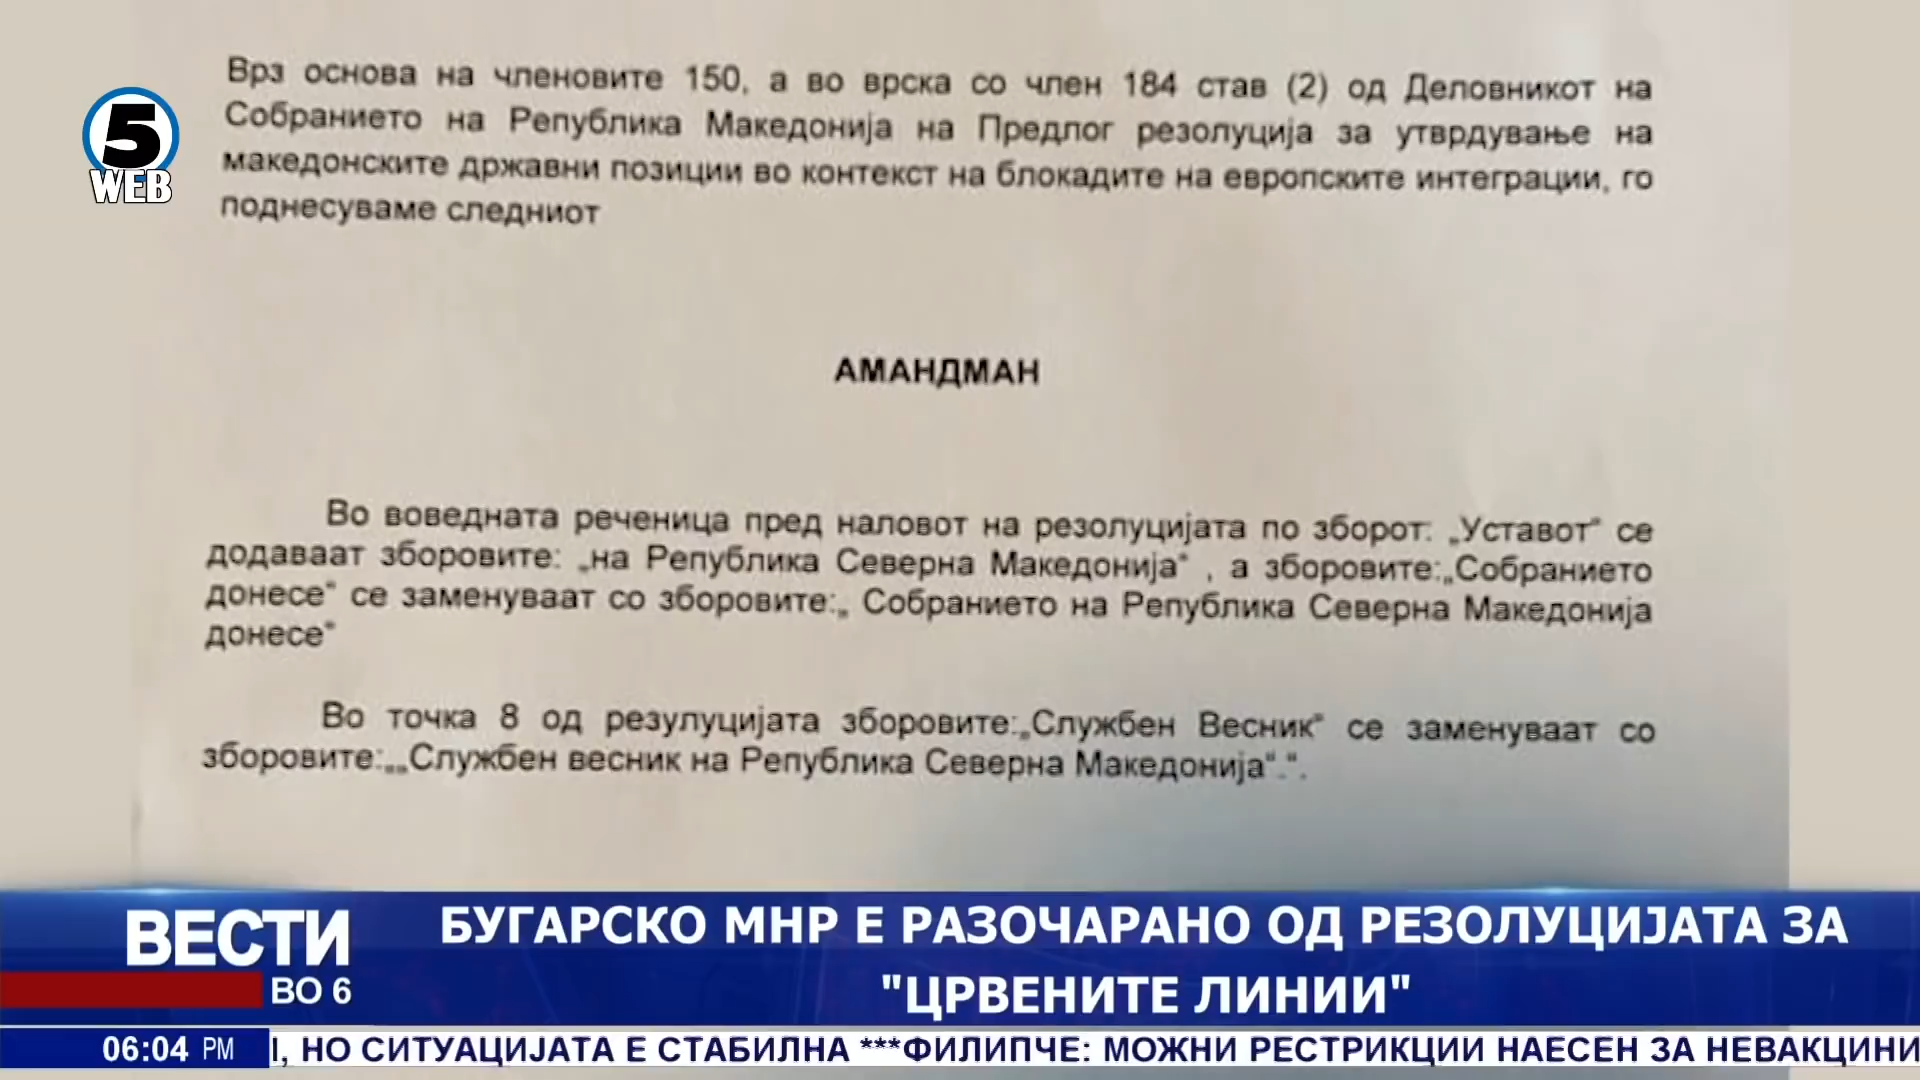 Врз основа на членовите 150, а во врска со член 184 став (2) од Деловникот на
Собранието на Република Македонија на Предлог резолуција за утврдување на
македонските државни позиции во контекст на блокадите на европските интеграции, го
поднесуваме следниот
5
WEB
АМАНДМАН
Во воведната реченица пред наловот на резолуцијата по зборот: „Уставот“ се
додаваат зборовите: „на Република Северна Македонија“ , а зборовите:„Собранието
донесе“ се заменуваат со зборовите:„ Собранието на Република Северна Македонија
донесе“
Во точка 8 од резулуцијата зборовите:„Службен Весник“ се заменуваат со
зборовите:„„Службен весник на Република Северна Македонија“.“.
ВЕСТИ
ВО 6
БУГАРСКО МНР Е РАЗОЧАРАНО ОД РЕЗОЛУЦИЈАТА ЗА
"ЦРВЕНИТЕ ЛИНИИ"
06:04 PM
, НО СИТУАЦИЈАТА Е СТАБИЛНА ***ФИЛИПЧЕ: МОЖНИ РЕСТРИКЦИИ НАЕСЕН ЗА НЕВАКЦИНИ